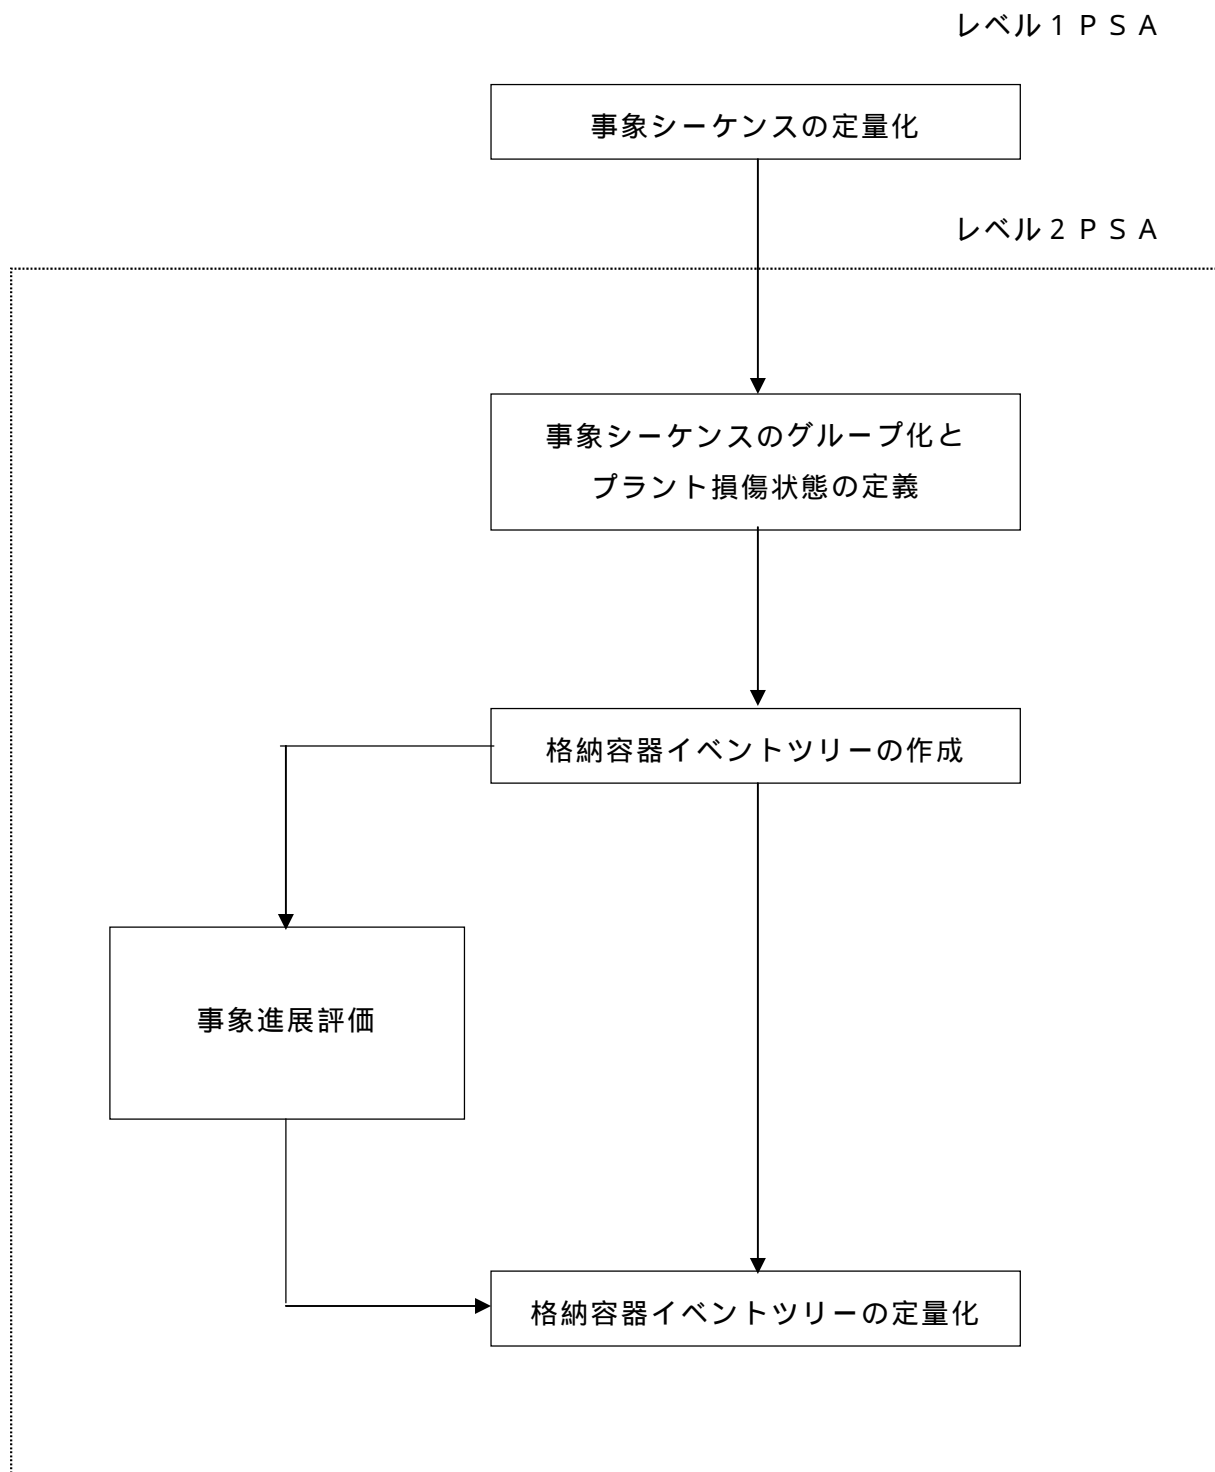 レベル１ＰＳＡ
事象シーケンスの定量化
レベル２ＰＳＡ
事象シーケンスのグループ化と
プラント損傷状態の定義
格納容器イベントツリーの作成
事象進展評価
格納容器イベントツリーの定量化